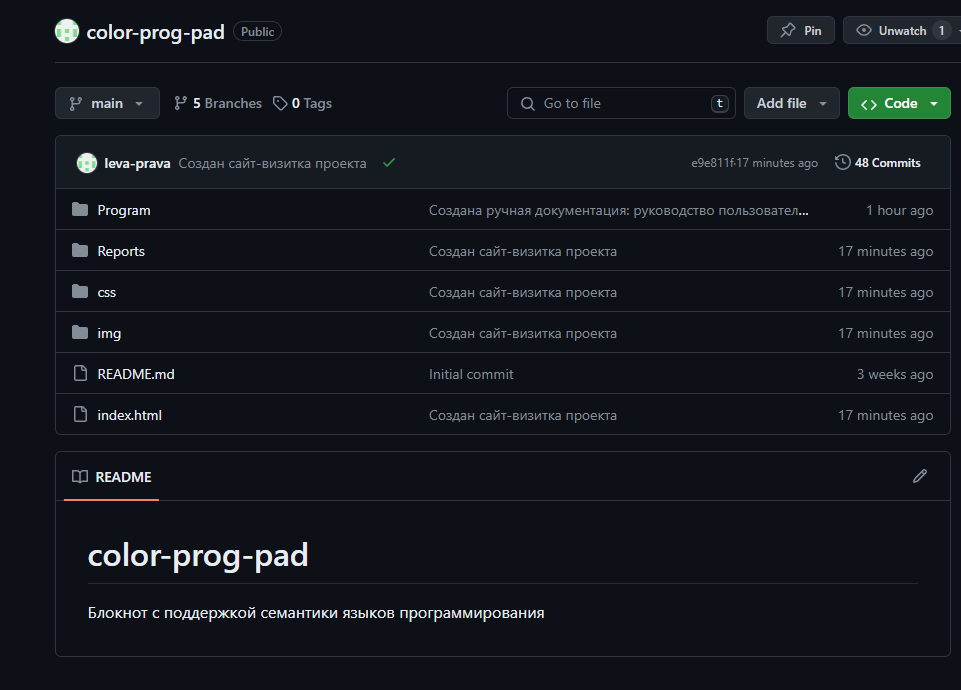 color-prog-pad Public Pin Unwatch 1
main 5 Branches 0 Tags Go to file t Add file Code
leva-prava Создан сайт-визитка проекта e9e811f·17 minutes ago 48 Commits
Program Создана ручная документация: руководство пользовател... 1 hour ago
Reports Создан сайт-визитка проекта 17 minutes ago
css Создан сайт-визитка проекта 17 minutes ago
img Создан сайт-визитка проекта 17 minutes ago
README.md Initial commit 3 weeks ago
index.html Создан сайт-визитка проекта 17 minutes ago
README
color-prog-pad
Блокнот с поддержкой семантики языков программирования